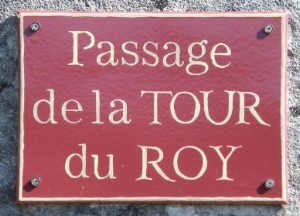 Passage
de la TOUR
du ROY